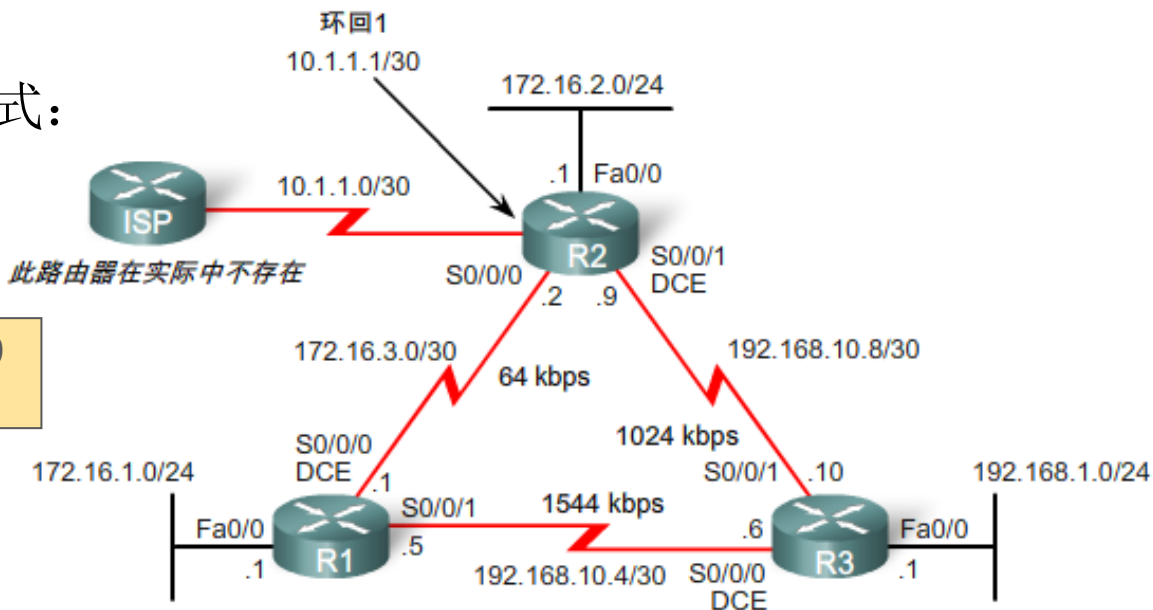 环回1
10.1.1.1/30
式：
172.16.2.0/24
.1 Fa0/0
10.1.1.0/30
ISP
此路由器在实际中不存在
R2
S0/0/0
S0/0/1
DCE
.2 .9
)
172.16.3.0/30
192.168.10.8/30
64 kbps
1024 kbps
S0/0/0
DCE
.1
172.16.1.0/24
S0/0/1 .10
192.168.1.0/24
S0/0/1
1544 kbps
Fa0/0
.1
R1
.5
.6
R3
Fa0/0
.1
192.168.10.4/30
S0/0/0
DCE